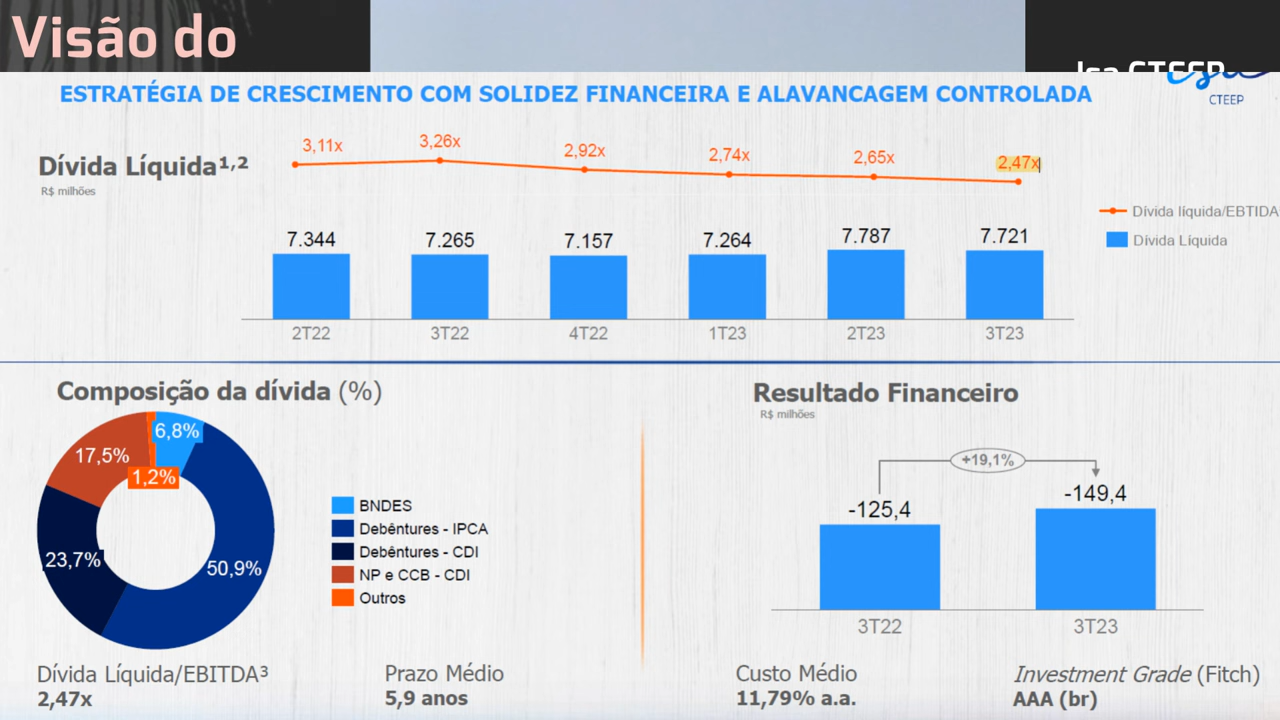 Visão do
Isa CTEEP
CTEEP
ESTRATÉGIA DE CRESCIMENTO COM SOLIDEZ FINANCEIRA E ALAVANCAGEM CONTROLADA
Dívida Líquida¹,²
R$ milhões
3,11x 3,26x 2,92x 2,74x 2,65x 2,47x
Dívida líquida/EBTIDA
Dívida Líquida
7.344 7.265 7.157 7.264 7.787 7.721
2T22 3T22 4T22 1T23 2T23 3T23
Composição da dívida (%)
6,8%
17,5%
1,2%
23,7%
50,9%
BNDES
Debêntures - IPCA
Debêntures - CDI
NP e CCB - CDI
Outros
Resultado Financeiro
R$ milhões
+19,1%
-125,4 -149,4
3T22 3T23
Dívida Líquida/EBITDA³
2,47x
Prazo Médio
5,9 anos
Custo Médio
11,79% a.a.
Investment Grade (Fitch)
AAA (br)